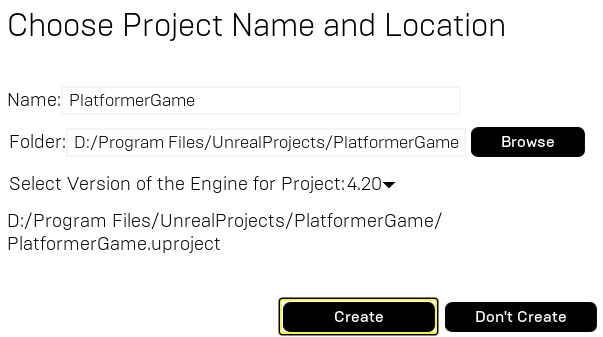 Choose Project Name and Location
Name: PlatformerGame
Folder: D:/Program Files/UnrealProjects/PlatformerGame Browse
Select Version of the Engine for Project: 4.20
D:/Program Files/UnrealProjects/PlatformerGame/
PlatformerGame.uproject
Create Don't Create